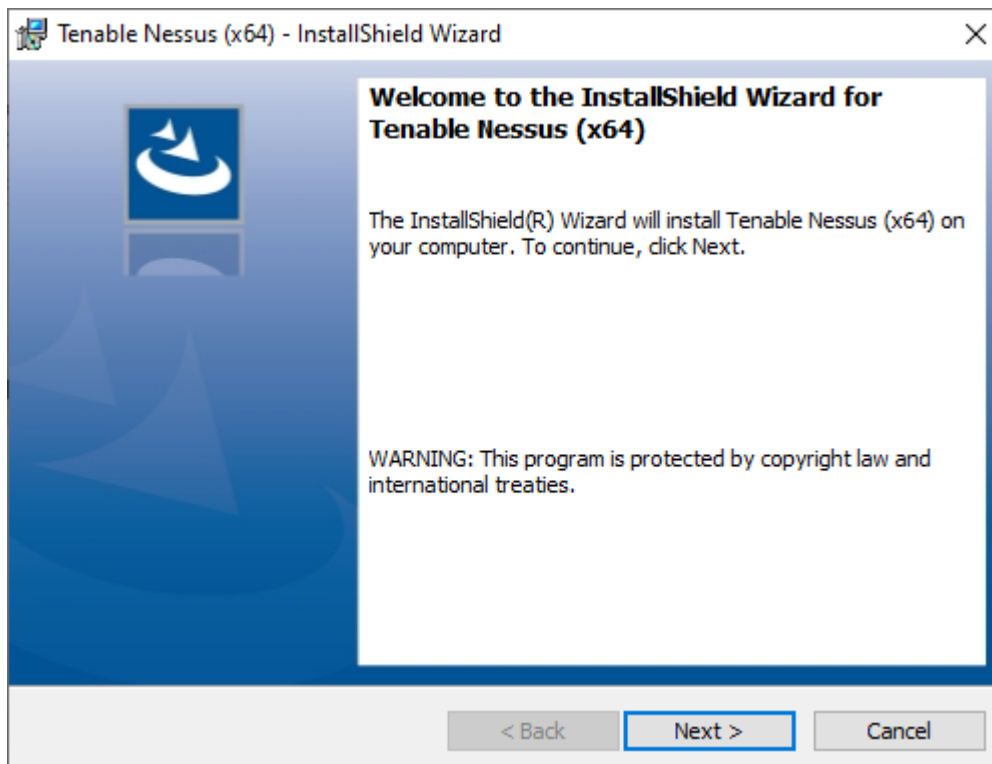 Tenable Nessus (x64) - InstallShield Wizard
Welcome to the InstallShield Wizard for
Tenable Nessus (x64)
The InstallShield(R) Wizard will install Tenable Nessus (x64) on
your computer. To continue, click Next.
WARNING: This program is protected by copyright law and
international treaties.
< Back
Next >
Cancel